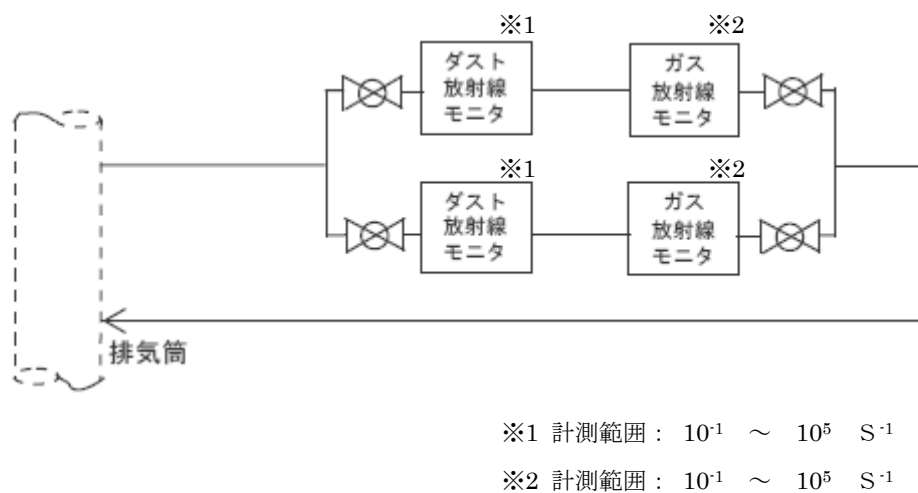 ※1
※2
ダスト
放射線
モニタ
ガス
放射線
モニタ
※1
※2
ダスト
放射線
モニタ
ガス
放射線
モニタ
排気筒
※1 計測範囲： 10⁻¹ ～ 10⁵ S⁻¹
※2 計測範囲： 10⁻¹ ～ 10⁵ S⁻¹